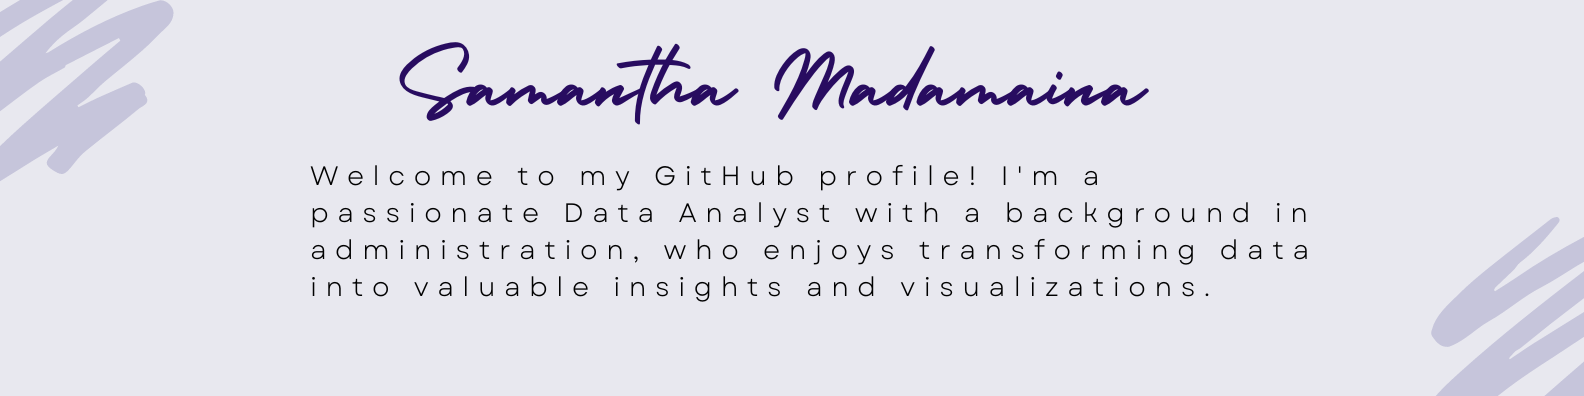 Samantha Madamaina
Welcome to my GitHub profile! I'm a
passionate Data Analyst with a background in
administration, who enjoys transforming data
into valuable insights and visualizations.